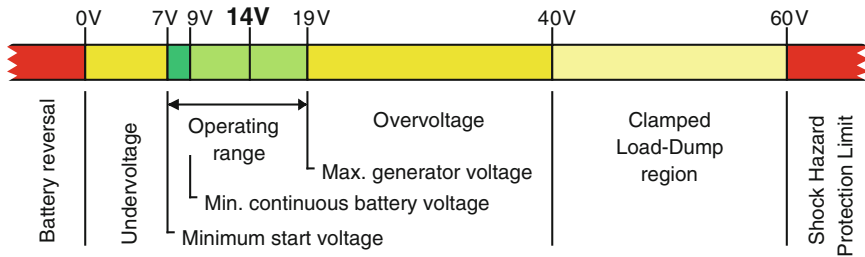 0V 7V 9V 14V 19V 40V 60V
Battery reversal
Undervoltage
Operating
range
Overvoltage
Clamped
Load-Dump
region
Shock Hazard
Protection Limit
Max. generator voltage
Min. continuous battery voltage
Minimum start voltage